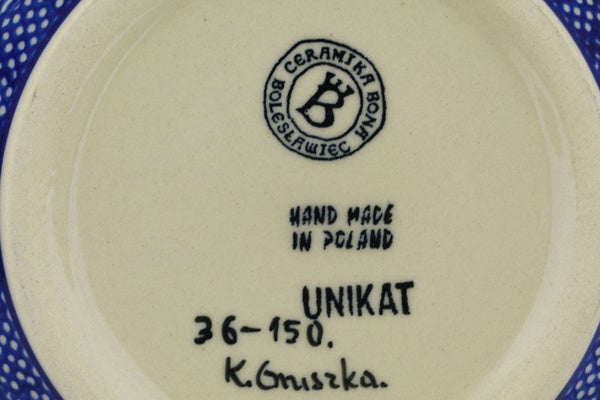 CERAMIKA BONA
BOLESŁAWIEC
B
HAND MADE
IN POLAND
UNIKAT
36-150.
K. Gruszka.